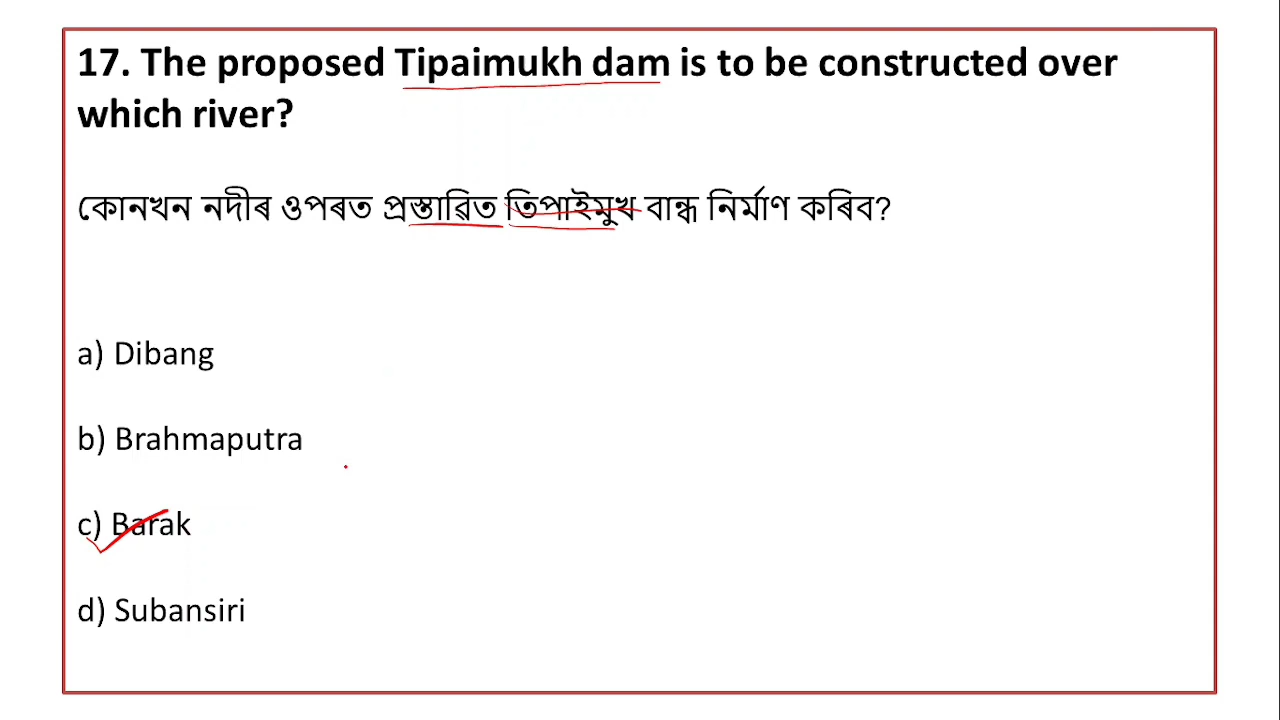 17. The proposed Tipaimukh dam is to be constructed over
which river?
কোনখন নদীৰ ওপৰত প্ৰস্তাৱিত তিপাইমুখ বান্ধ নিৰ্মাণ কৰিব?
a) Dibang
b) Brahmaputra
c) Barak
d) Subansiri